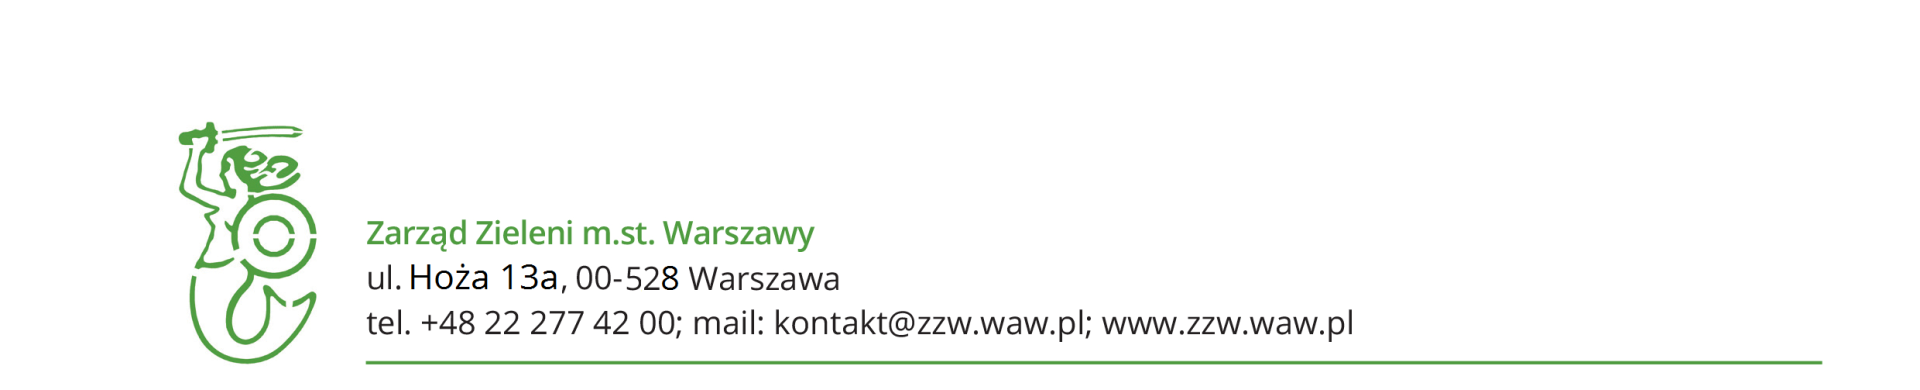 Zarząd Zieleni m.st. Warszawy
ul. Hoża 13a, 00-528 Warszawa
tel. +48 22 277 42 00; mail: kontakt@zzw.waw.pl; www.zzw.waw.pl